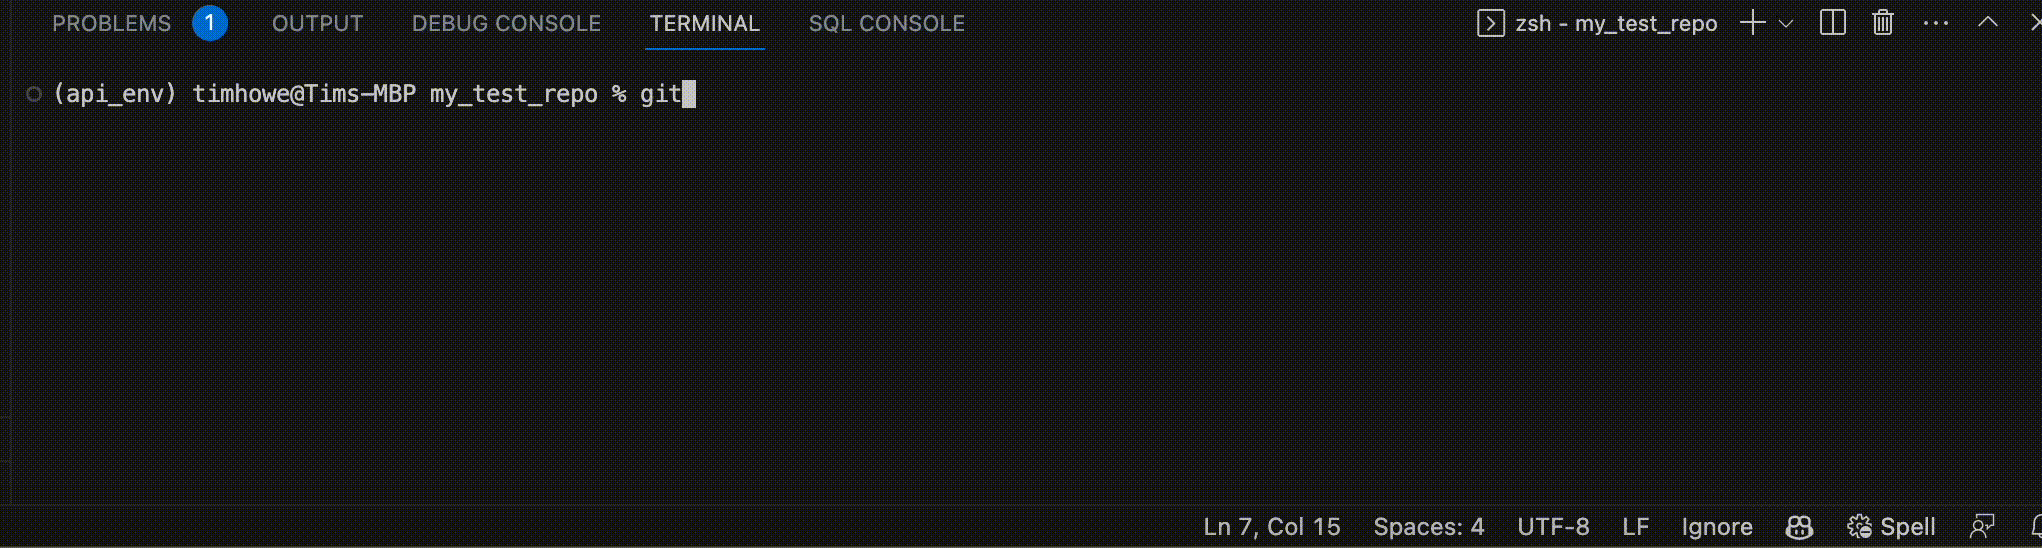 PROBLEMS 1 OUTPUT DEBUG CONSOLE TERMINAL SQL CONSOLE zsh - my_test_repo
(api_env) timhowe@Tims-MBP my_test_repo % git
Ln 7, Col 15 Spaces: 4 UTF-8 LF Ignore Spell